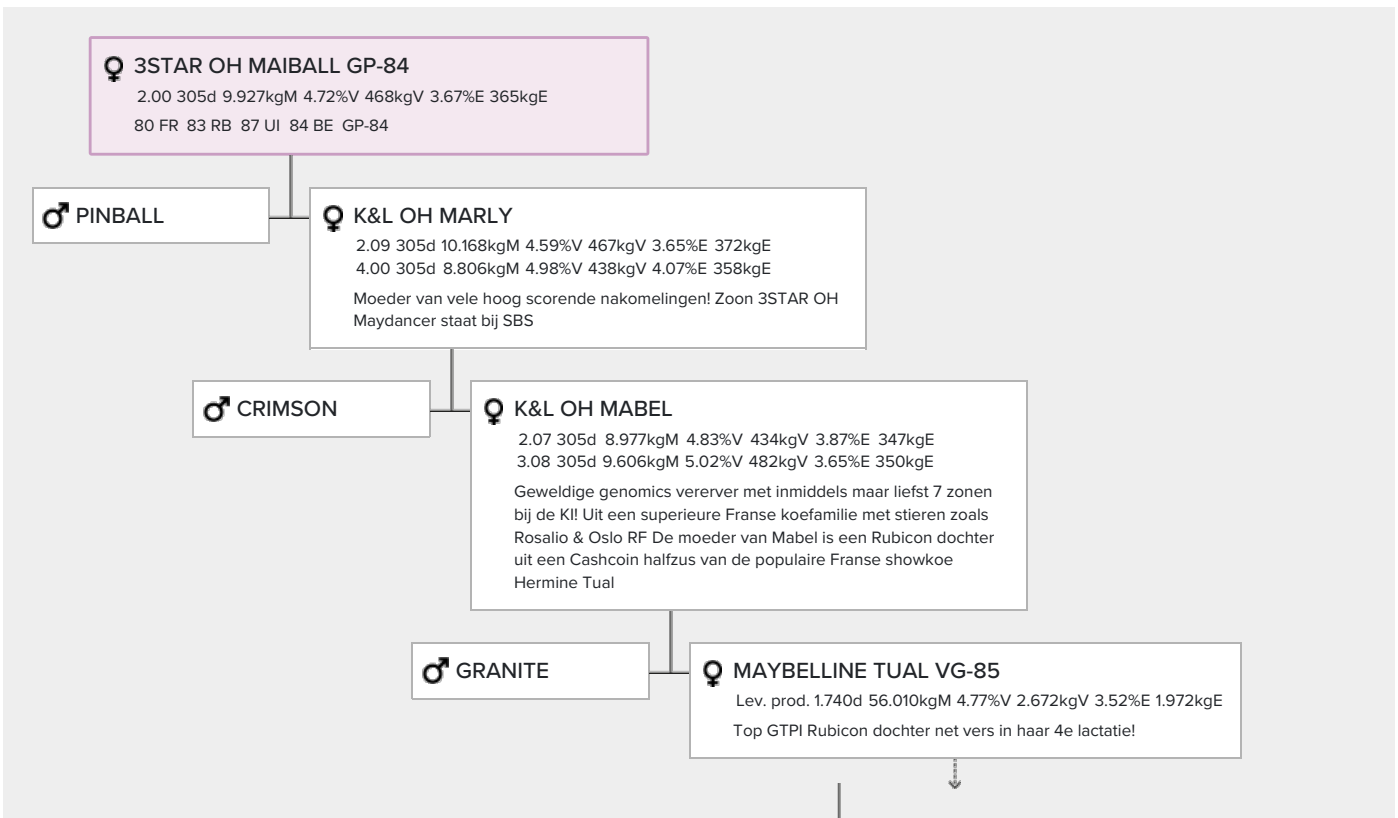 3STAR OH MAIBALL GP-84
2.00 305d 9.927kgM 4.72%V 468kgV 3.67%E 365kgE
80 FR 83 RB 87 UI 84 BE GP-84
PINBALL
K&L OH MARLY
2.09 305d 10.168kgM 4.59%V 467kgV 3.65%E 372kgE
4.00 305d 8.806kgM 4.98%V 438kgV 4.07%E 358kgE
Moeder van vele hoog scorende nakomelingen! Zoon 3STAR OH
Maydancer staat bij SBS
CRIMSON
K&L OH MABEL
2.07 305d 8.977kgM 4.83%V 434kgV 3.87%E 347kgE
3.08 305d 9.606kgM 5.02%V 482kgV 3.65%E 350kgE
Geweldige genomics vererver met inmiddels maar liefst 7 zonen
bij de KI! Uit een superieure Franse koefamilie met stieren zoals
Rosalio & Oslo RF De moeder van Mabel is een Rubicon dochter
uit een Cashcoin halfzus van de populaire Franse showkoe
Hermine Tual
GRANITE
MAYBELLINE TUAL VG-85
Lev. prod. 1.740d 56.010kgM 4.77%V 2.672kgV 3.52%E 1.972kgE
Top GTPI Rubicon dochter net vers in haar 4e lactatie!